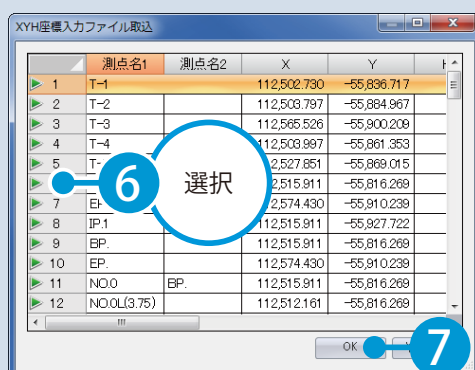 XYH座標入力ファイル取込
測点名1 測点名2 X Y
1 T-1 112,502.730 -55,836.717
2 T-2 112,503.797 -55,884.967
3 T-3 112,565.526 -55,900.209
4 T-4 112,503.997 -55,861.353
5 T- 2,527.851 -55,869.015
6 選択 2,515.911 -55,816.269
7 2,574.430 -55,910.239
8 IP.1 112,515.911 -55,927.722
9 BP. 112,515.911 -55,816.269
10 EP. 112,574.430 -55,910.239
11 NO.0 BP. 112,515.911 -55,816.269
12 NO.0L(3.75) 112,512.161 -55,816.269
OK 7